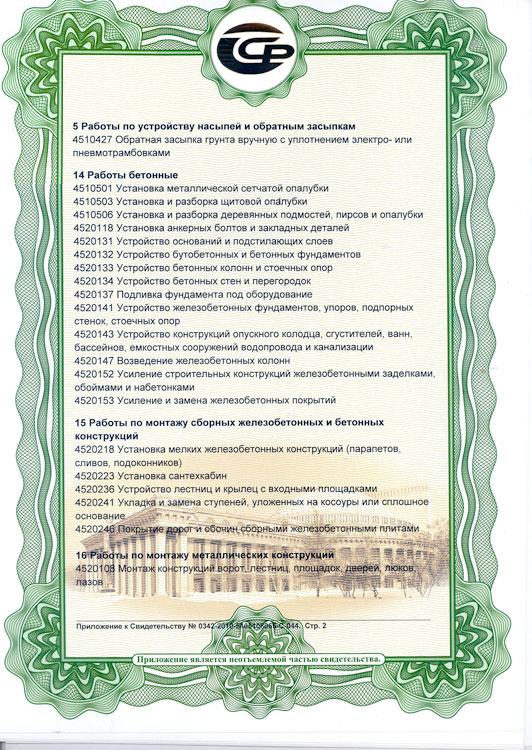 ССР
5 Работы по устройству насыпей и обратным засыпкам
4510427 Обратная засыпка грунта вручную с уплотнением электро- или
пневмотрамбовками
14 Работы бетонные
4510501 Установка металлической сетчатой опалубки
4510503 Установка и разборка щитовой опалубки
4510506 Установка и разборка деревянных подмостей, пирсов и опалубки
4520118 Установка анкерных болтов и закладных деталей
4520131 Устройство оснований и подстилающих слоев
4520132 Устройство бутобетонных и бетонных фундаментов
4520133 Устройство бетонных колонн и стоечных опор
4520134 Устройство бетонных стен и перегородок
4520137 Подливка фундамента под оборудование
4520141 Устройство железобетонных фундаментов, упоров, подпорных
стенок, стоечных опор
4520143 Устройство конструкций опускного колодца, сгустителей, ванн,
бассейнов, емкостных сооружений водопровода и канализации
4520147 Возведение железобетонных колонн
4520152 Усиление строительных конструкций железобетонными заделками,
обоймами и набетонками
4520153 Усиление и замена железобетонных покрытий
15 Работы по монтажу сборных железобетонных и бетонных
конструкций
4520218 Установка мелких железобетонных конструкций (парапетов,
сливов, подоконников)
4520223 Установка сантехкабин
4520236 Устройство лестниц и крылец с входными площадками
4520241 Укладка и замена ступеней, уложенных на косоуры или сплошное
основание
4520246 Покрытие дорог и обочин сборными железобетонными плитами
16 Работы по монтажу металлических конструкций
4520108 Монтаж конструкций ворот, лестниц, площадок, дверей, люков,
лазов
Приложение к Свидетельству № Стр. 2
Приложение является неотъемлемой частью свидетельства.